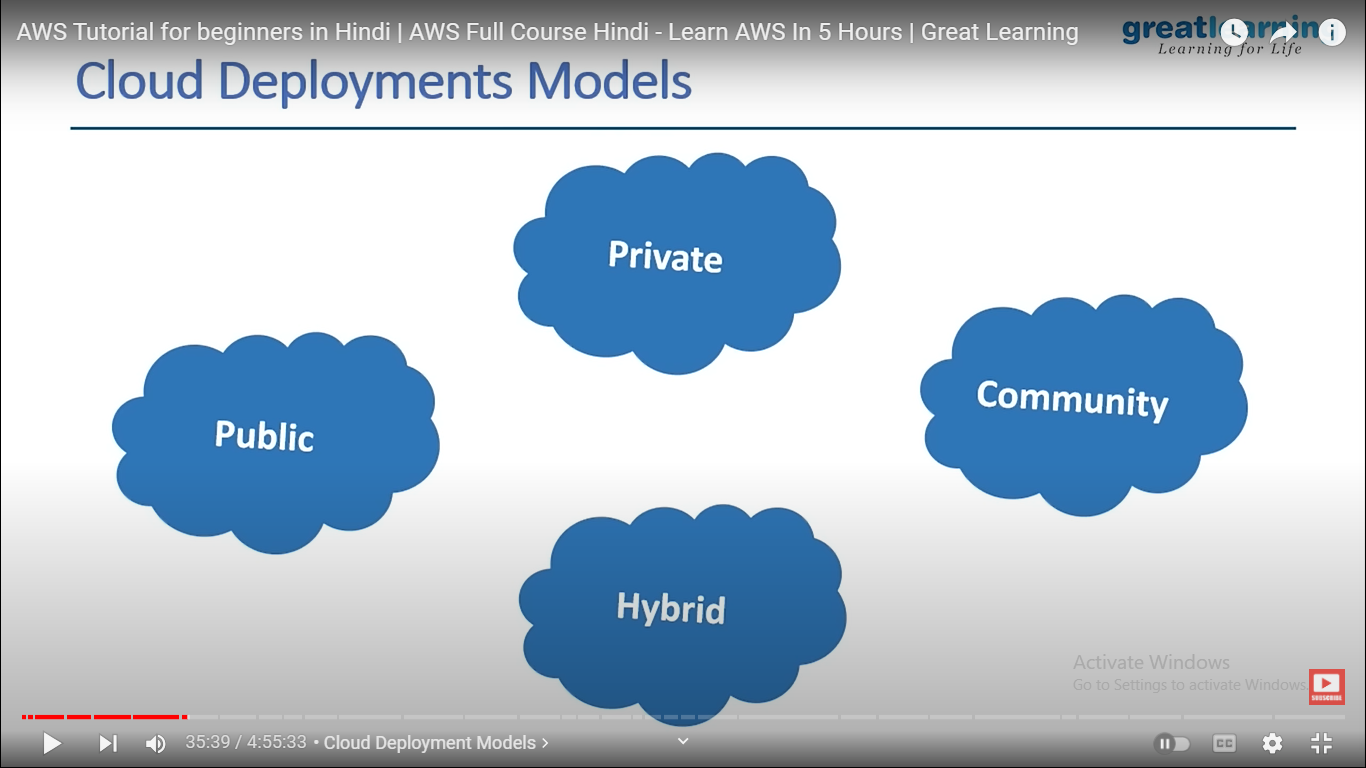 AWS Tutorial for beginners in Hindi | AWS Full Course Hindi - Learn AWS In 5 Hours | Great Learning
greatlearning
Learning for Life
Cloud Deployments Models
Private
Community
Public
Hybrid
Activate Windows
Go to Settings to activate Windows.
SUBSCRIBE
35:39 / 4:55:33 • Cloud Deployment Models >
CC